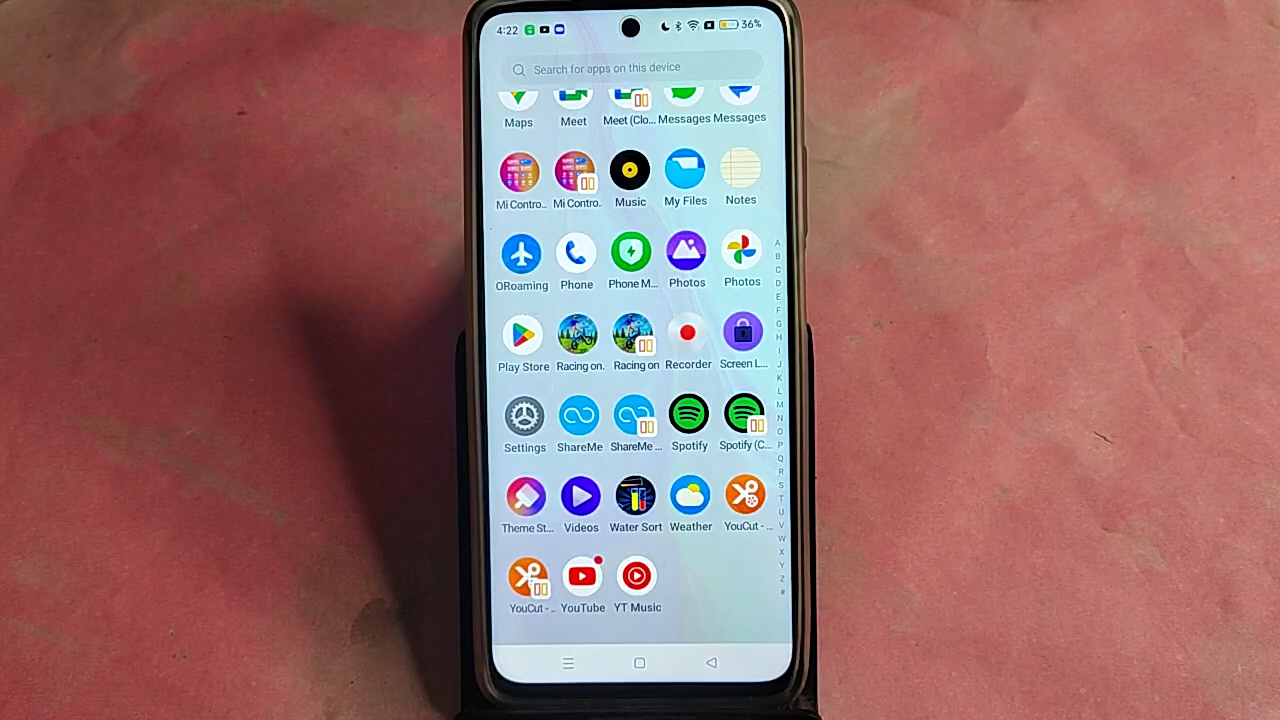 4:22 36%
Search for apps on this device
Maps Meet Meet (Clo... Messages Messages
Mi Contro.. Mi Contro. Music My Files Notes
ORoaming Phone Phone M... Photos Photos
Play Store Racing on. Racing on Recorder Screen L...
Settings ShareMe ShareMe ... Spotify Spotify (C...
Theme St... Videos Water Sort Weather YouCut - ...
YouCut - .. YouTube YT Music
A
B
C
D
E
F
G
H
I
J
K
L
M
N
O
P
Q
R
S
T
U
V
W
X
Y
Z
#